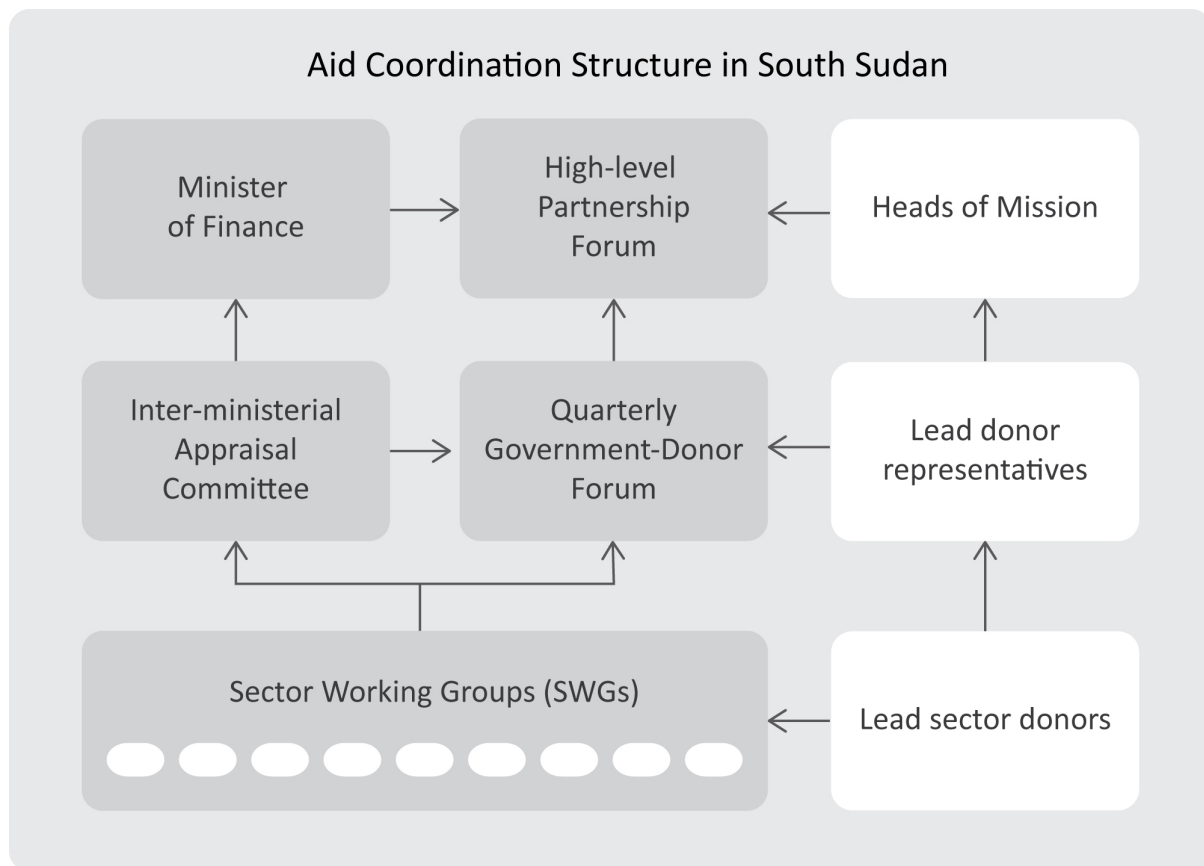 Aid Coordination Structure in South Sudan
Minister
of Finance
High-level
Partnership
Forum
Heads of Mission
Inter-ministerial
Appraisal
Committee
Quarterly
Government-Donor
Forum
Lead donor
representatives
Sector Working Groups (SWGs)
Lead sector donors